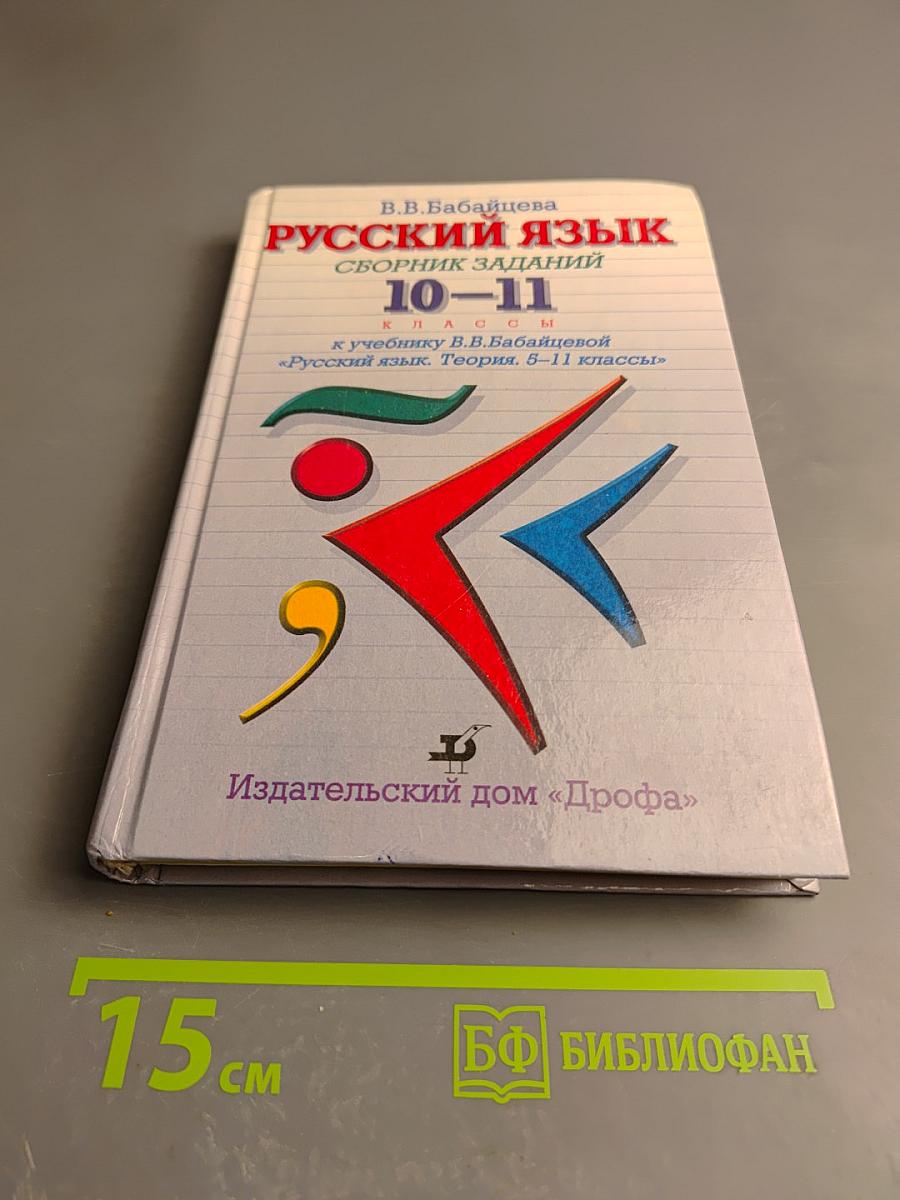 В.В.Бабайцева
РУССКИЙ ЯЗЫК
СБОРНИК ЗАДАНИЙ
10—11
КЛАССЫ
к учебнику В.В.Бабайцевой
«Русский язык. Теория. 5–11 классы»
Издательский дом «Дрофа»
15 см
БФ БИБЛИОФАН